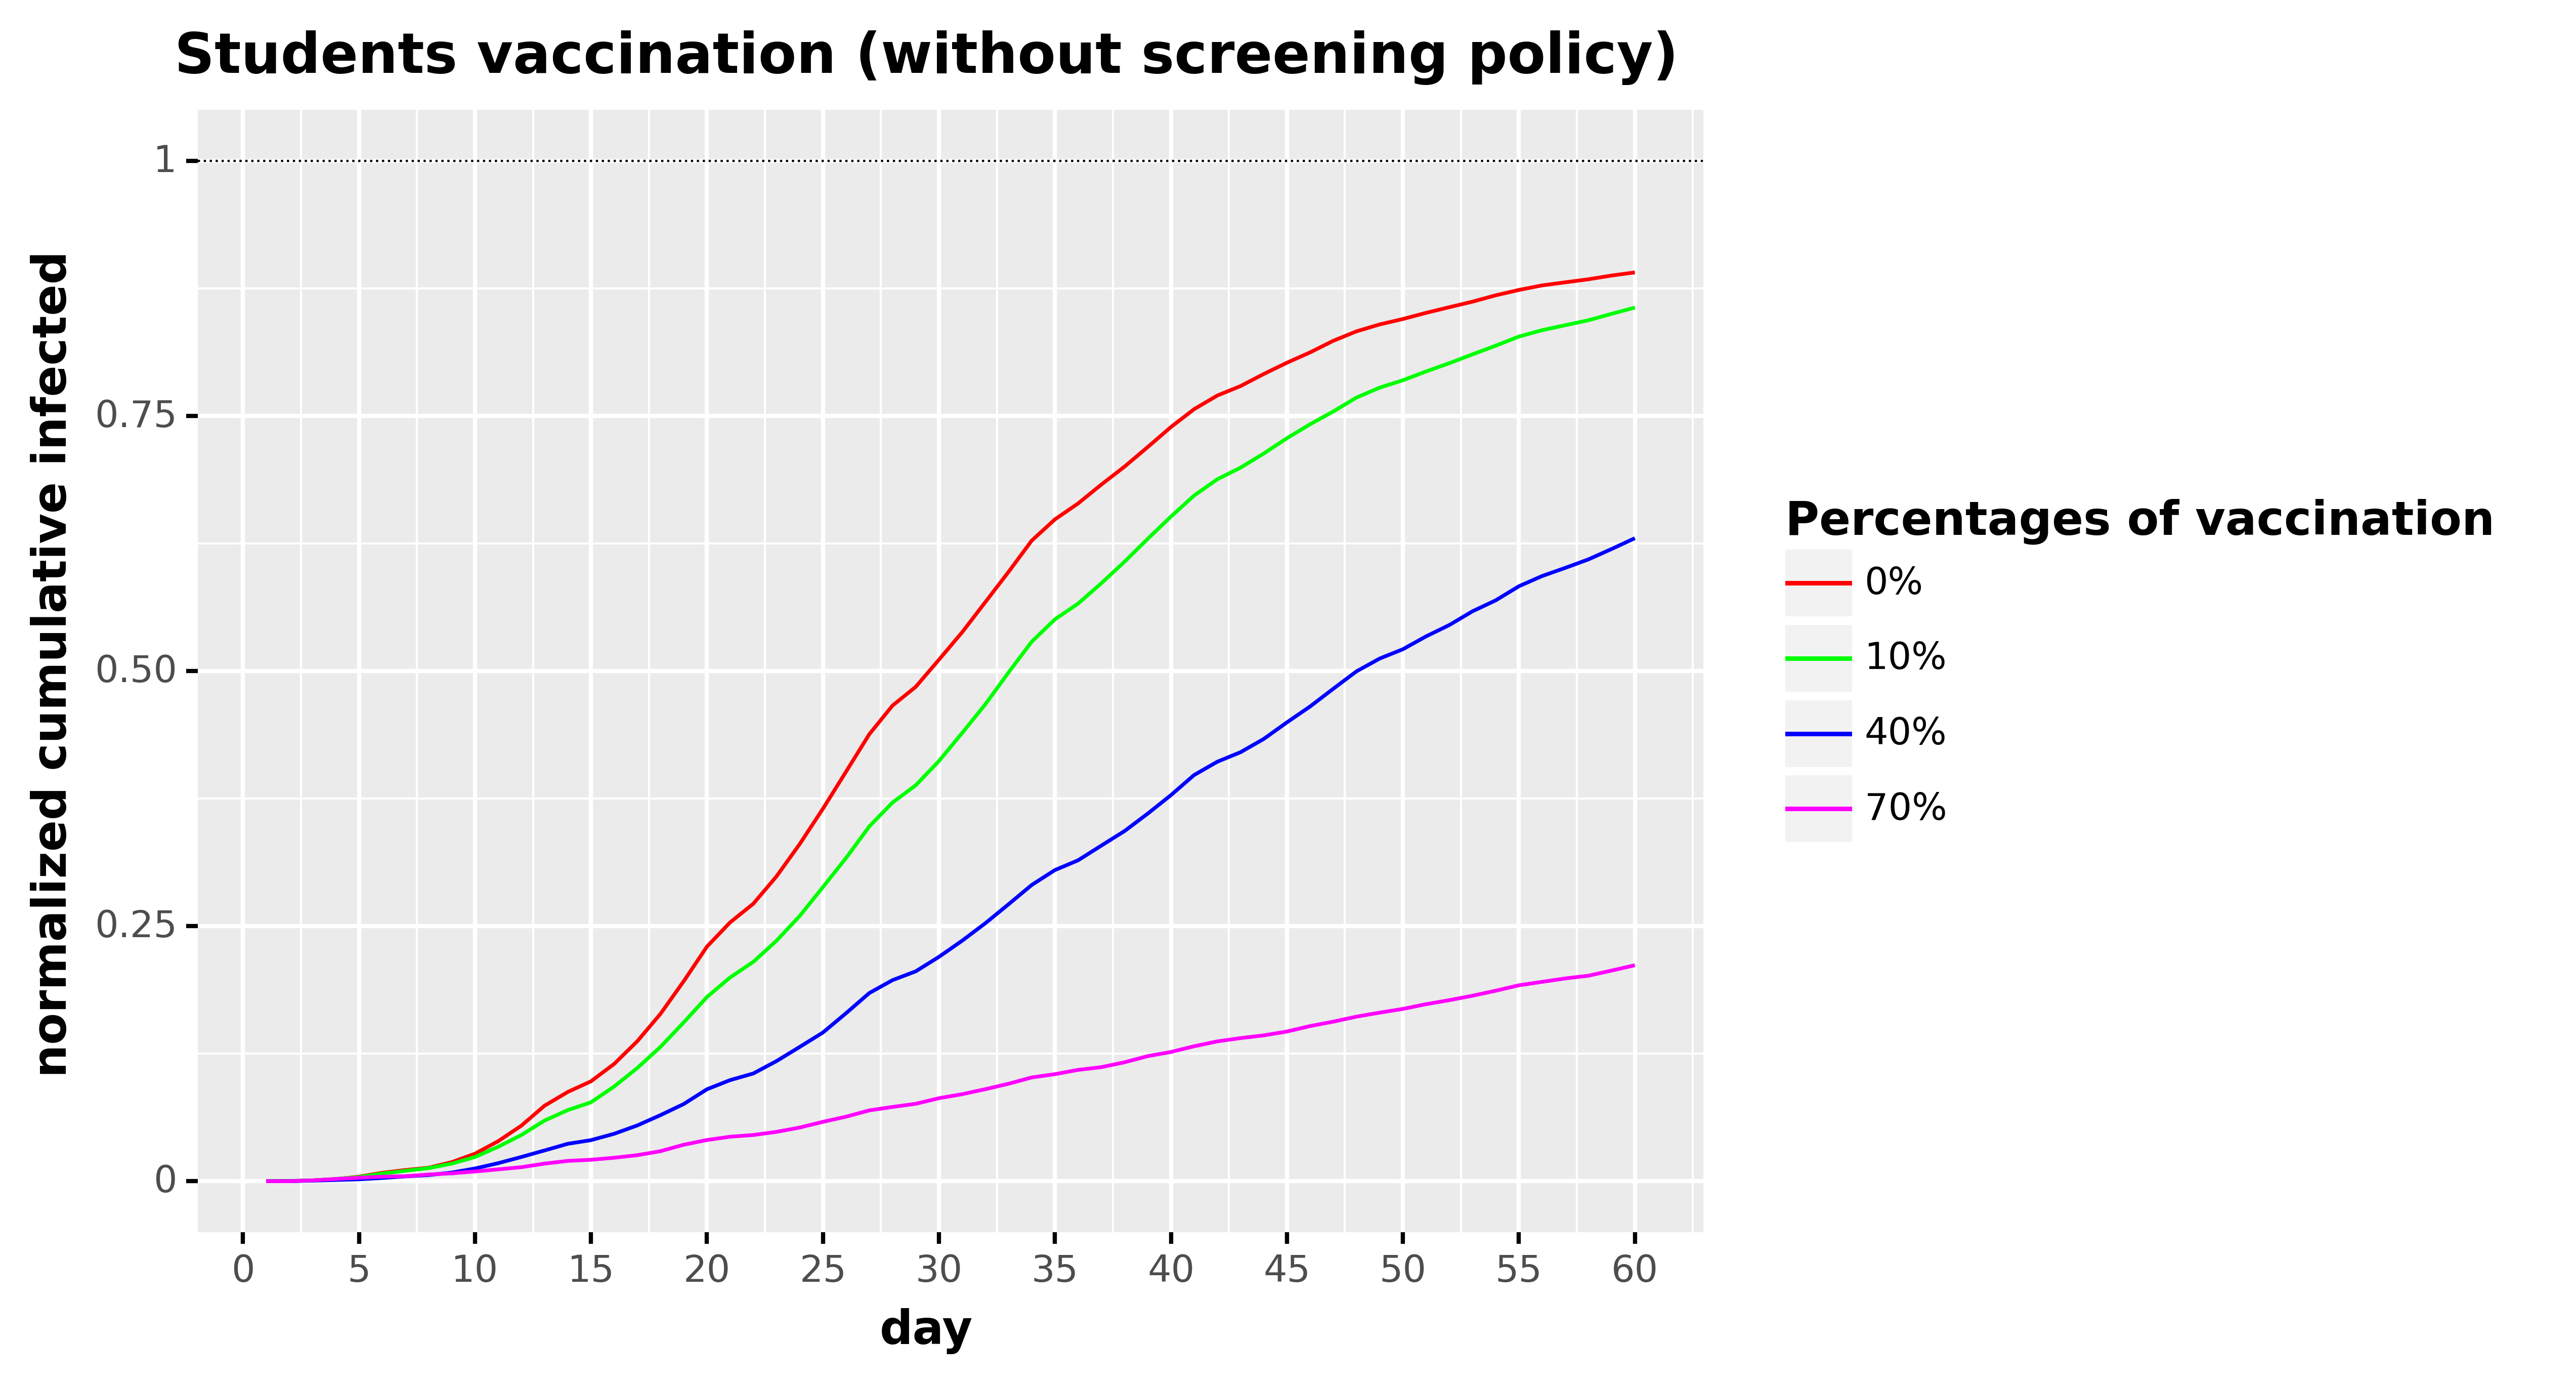 Students vaccination (without screening policy)
normalized cumulative infected
1
0.75
0.50
0.25
0
0 5 10 15 20 25 30 35 40 45 50 55 60
day
Percentages of vaccination
0%
10%
40%
70%